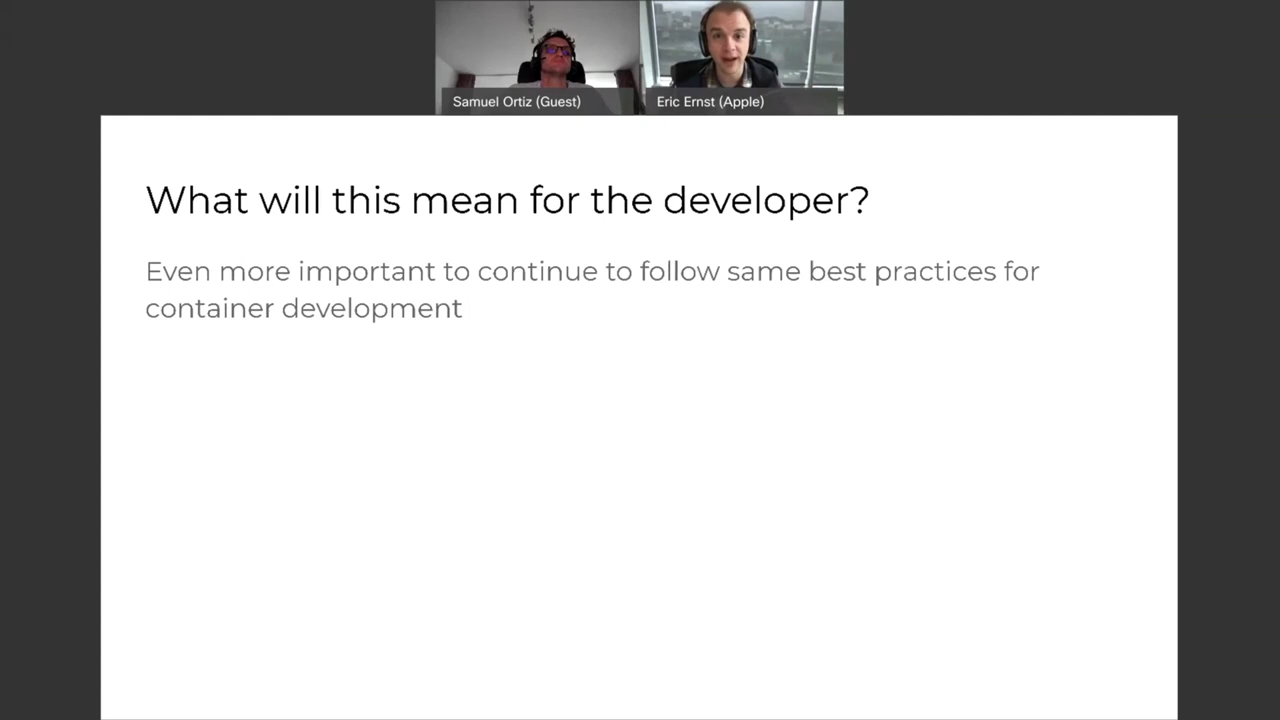 Samuel Ortiz (Guest)
Eric Ernst (Apple)
What will this mean for the developer?
Even more important to continue to follow same best practices for
container development